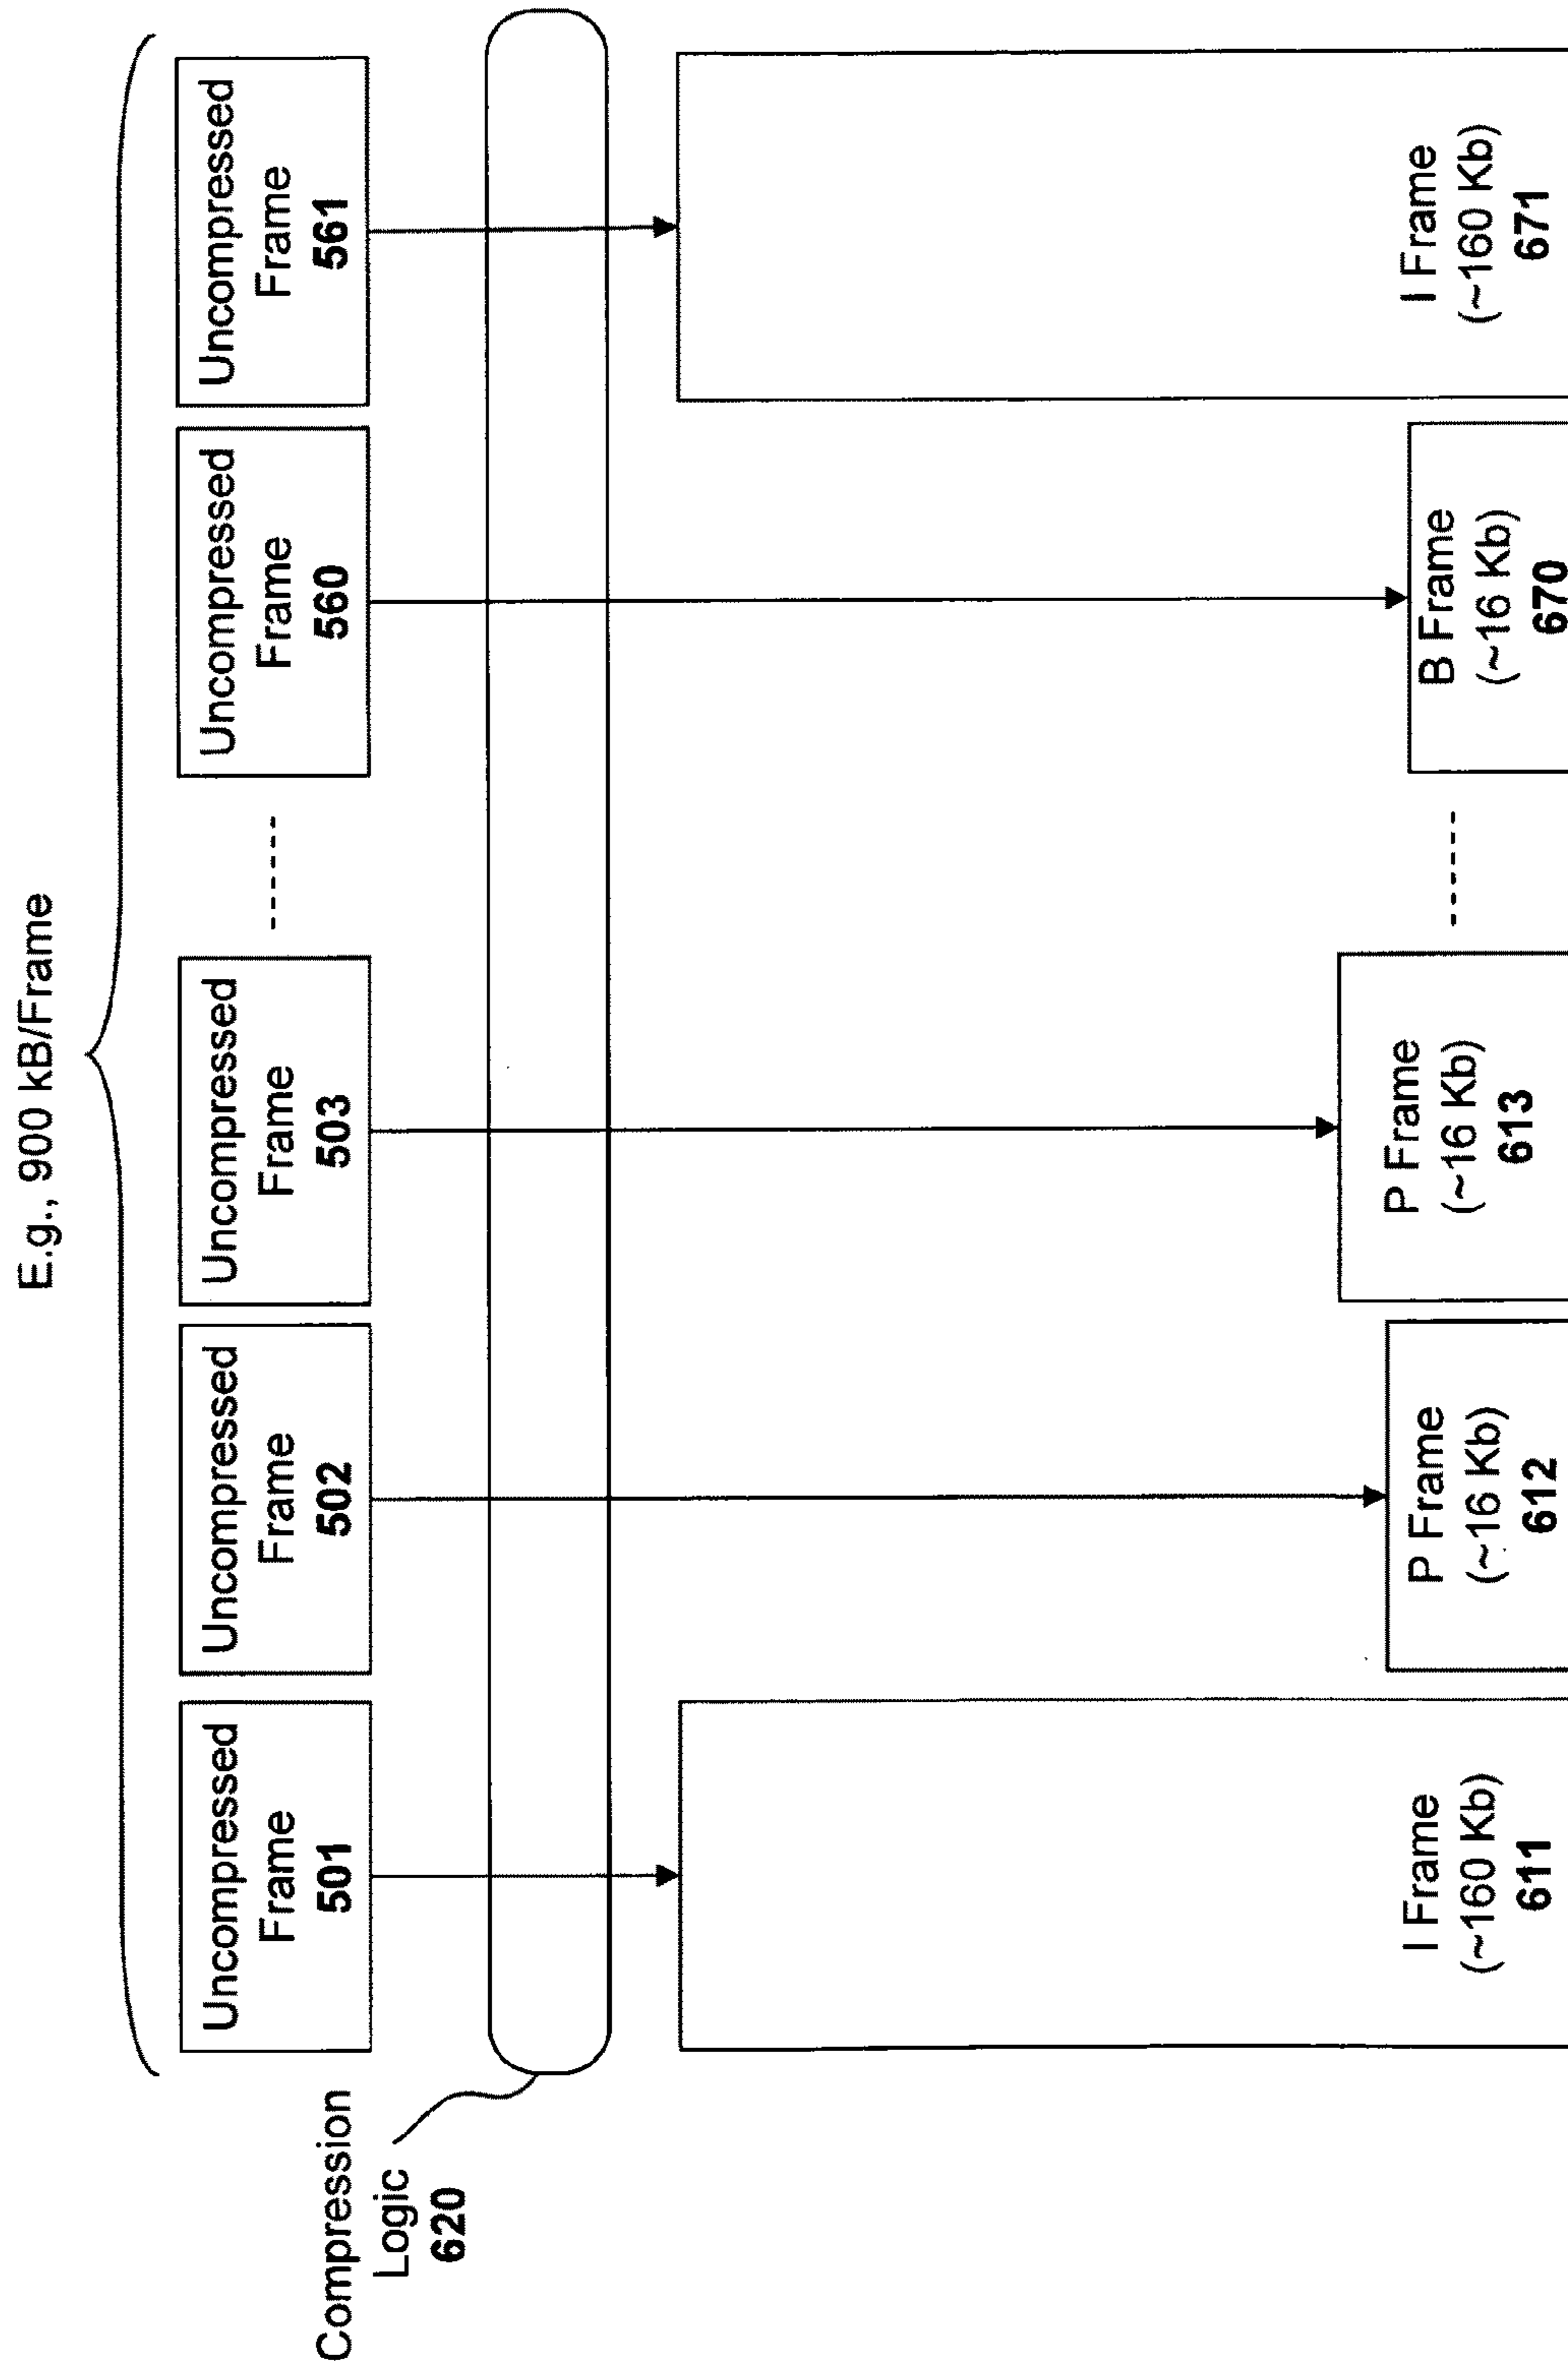 E.g., 900 kB/Frame
Uncompressed
Frame
501
Uncompressed
Frame
502
Uncompressed
Frame
503
------
Uncompressed
Frame
560
Uncompressed
Frame
561
Compression
Logic
620
I Frame
(~160 Kb)
611
P Frame
(~16 Kb)
612
P Frame
(~16 Kb)
613
------
B Frame
(~16 Kb)
670
I Frame
(~160 Kb)
671